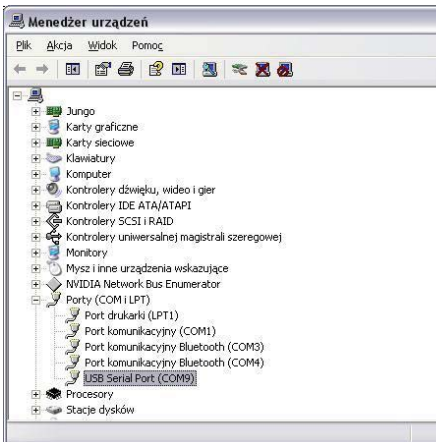 Menedżer urządzeń
Plik Akcja Widok Pomoc
Jungo
Karty graficzne
Karty sieciowe
Klawiatury
Komputer
Kontrolery dźwięku, wideo i gier
Kontrolery IDE ATA/ATAPI
Kontrolery SCSI i RAID
Kontrolery uniwersalnej magistrali szeregowej
Monitory
Mysz i inne urządzenia wskazujące
NVIDIA Network Bus Enumerator
Porty (COM i LPT)
Port drukarki (LPT1)
Port komunikacyjny (COM1)
Port komunikacyjny Bluetooth (COM3)
Port komunikacyjny Bluetooth (COM4)
USB Serial Port (COM9)
Procesory
Stacje dysków